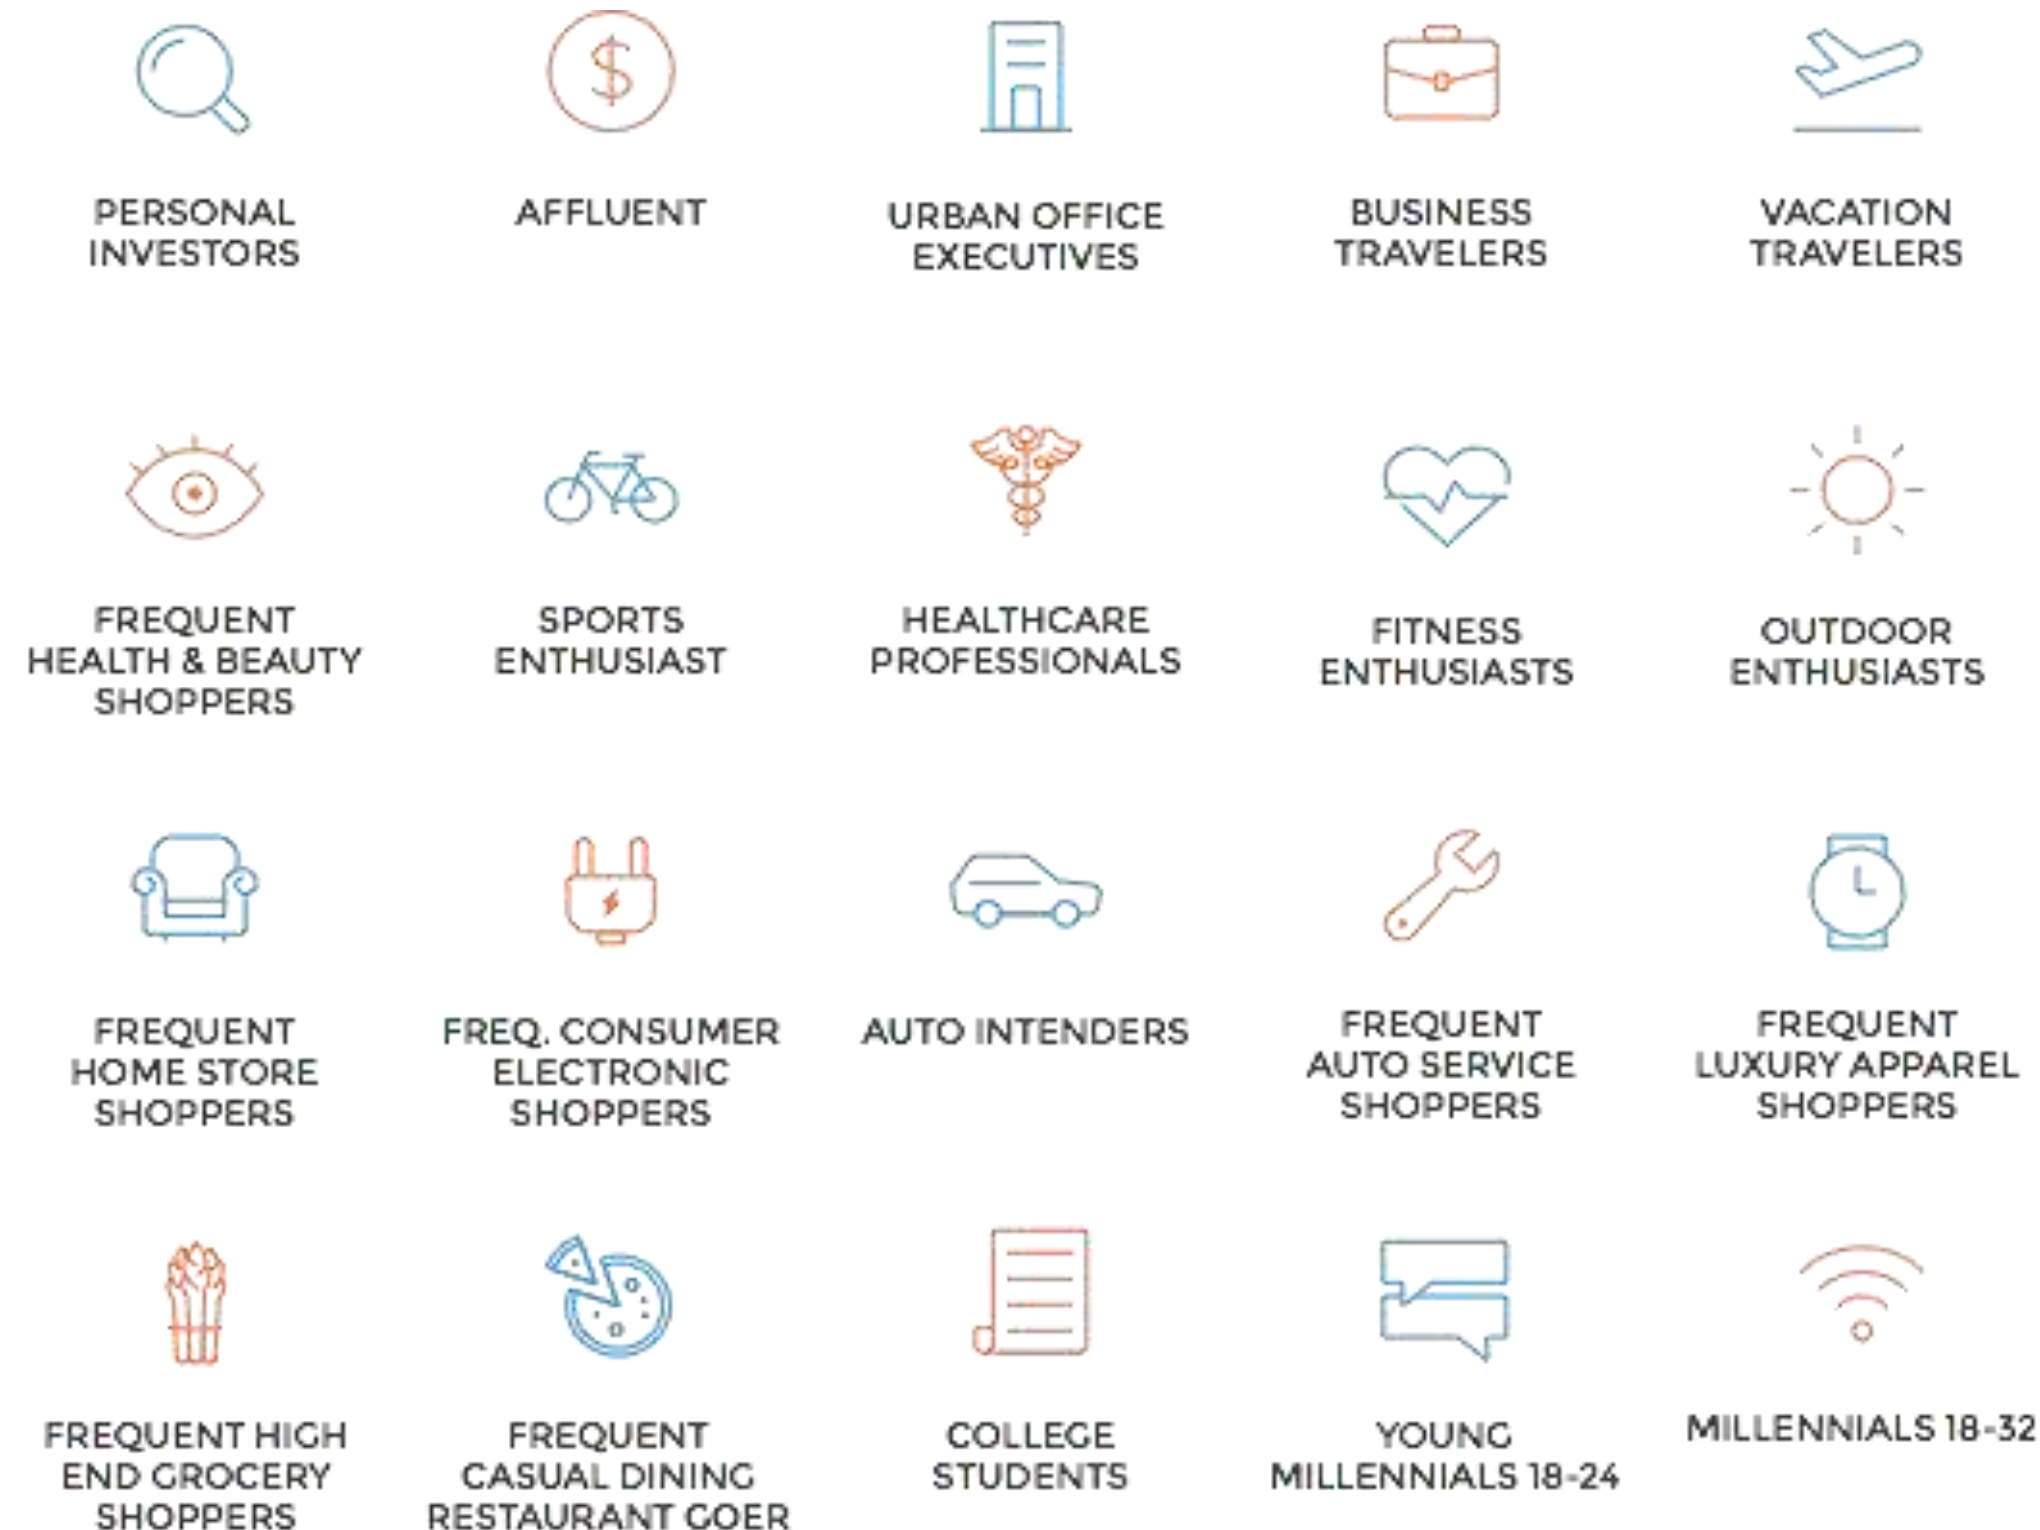 PERSONAL
INVESTORS
AFFLUENT
URBAN OFFICE
EXECUTIVES
BUSINESS
TRAVELERS
VACATION
TRAVELERS
FREQUENT
HEALTH & BEAUTY
SHOPPERS
SPORTS
ENTHUSIAST
HEALTHCARE
PROFESSIONALS
FITNESS
ENTHUSIASTS
OUTDOOR
ENTHUSIASTS
FREQUENT
HOME STORE
SHOPPERS
FREQ. CONSUMER
ELECTRONIC
SHOPPERS
AUTO INTENDERS
FREQUENT
AUTO SERVICE
SHOPPERS
FREQUENT
LUXURY APPAREL
SHOPPERS
FREQUENT HIGH
END GROCERY
SHOPPERS
FREQUENT
CASUAL DINING
RESTAURANT GOER
COLLEGE
STUDENTS
YOUNG
MILLENNIALS 18-24
MILLENNIALS 18-32